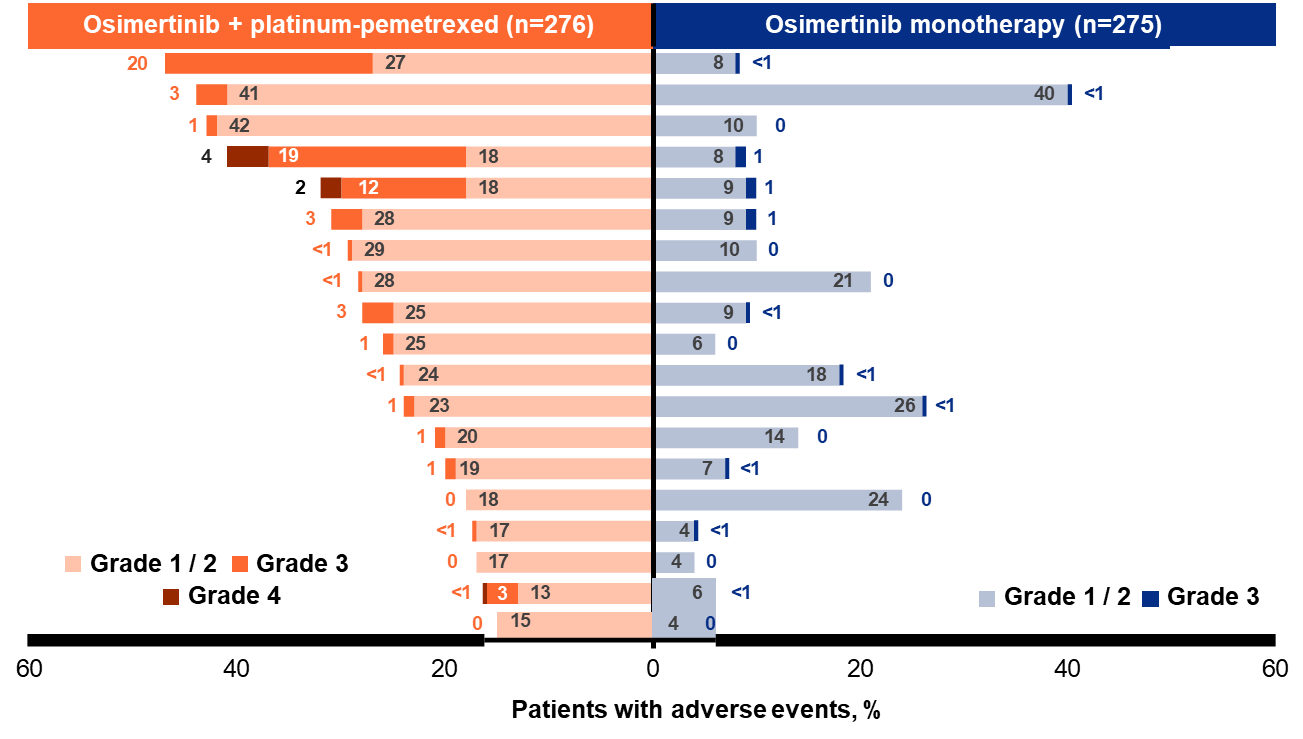 Osimertinib + platinum-pemetrexed (n=276) Osimertinib monotherapy (n=275)
20 27 8 <1
3 41 40 <1
1 42 10 0
4 19 18 8 1
2 12 18 9 1
3 28 9 1
<1 29 10 0
<1 28 21 0
3 25 9 <1
1 25 6 0
<1 24 18 <1
1 23 26 <1
1 20 14 0
1 19 7 <1
0 18 24 0
<1 17 4 <1
Grade 1 / 2 Grade 3 0 17 4 0
Grade 4 <1 3 13 6 <1 Grade 1 / 2 Grade 3
0 15 4 0
60 40 20 0 20 40 60
Patients with adverse events, %